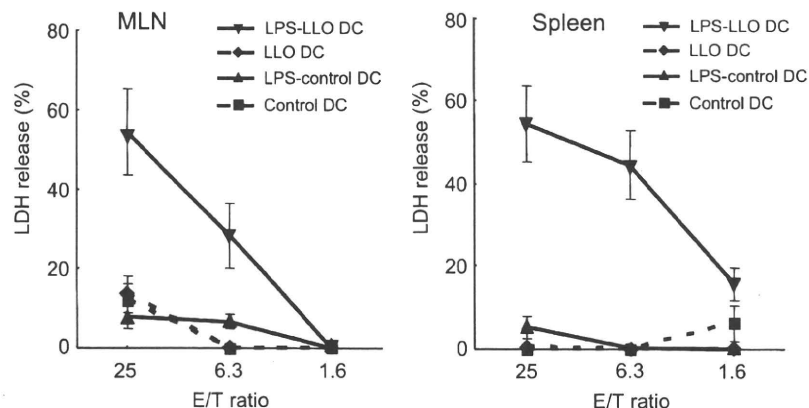 MLN
LPS-LLO DC
LLO DC
LPS-control DC
Control DC
LDH release (%)
80
60
40
20
0
25
6.3
1.6
E/T ratio
Spleen
LPS-LLO DC
LLO DC
LPS-control DC
Control DC
LDH release (%)
80
60
40
20
0
25
6.3
1.6
E/T ratio